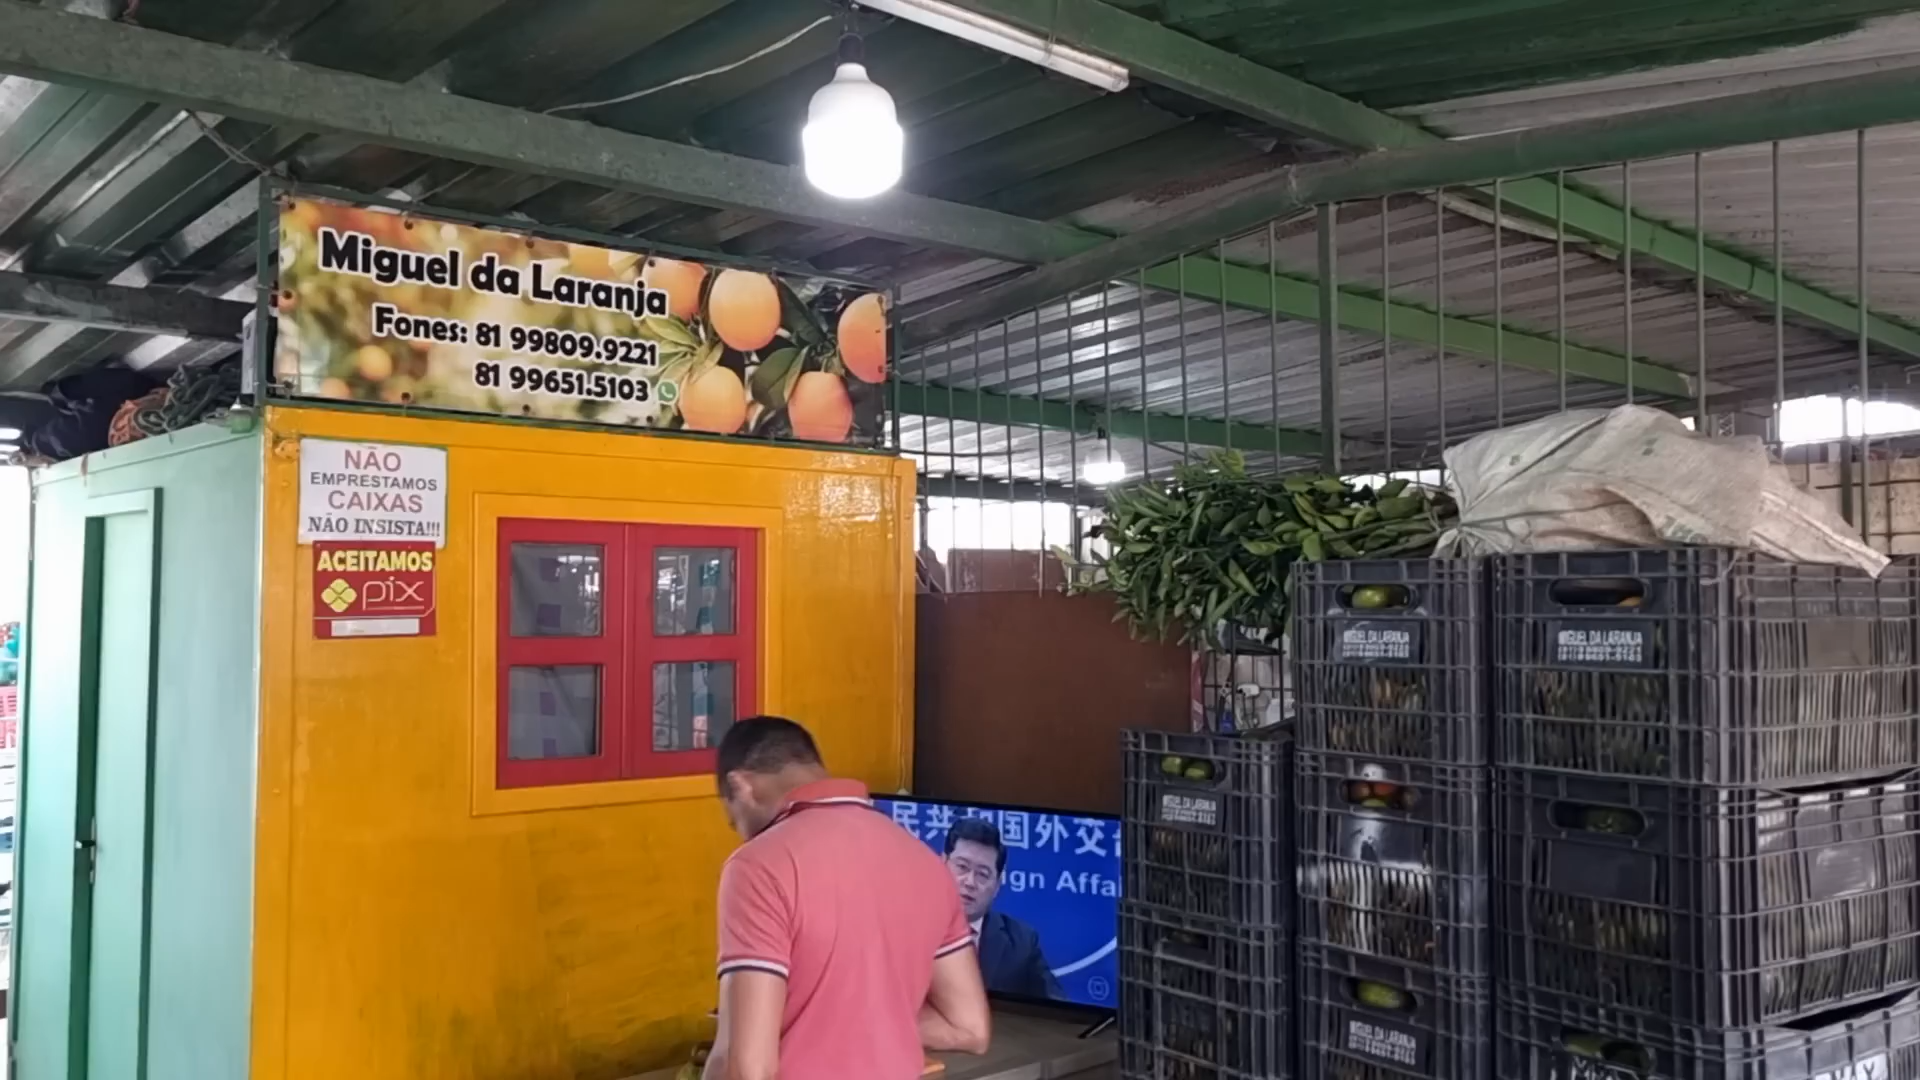 Miguel da Laranja
Fones: 81 99809.9221
81 99651.5103
NÃO
EMPRESTAMOS
CAIXAS
NÃO INSISTA!!!
ACEITAMOS
pix
民共和国外交
ign Affai
MIGUEL DA LARANJA
MIGUEL DA LARANJA
MIGUEL DA LARANJA
MIGUEL DA LARANJA